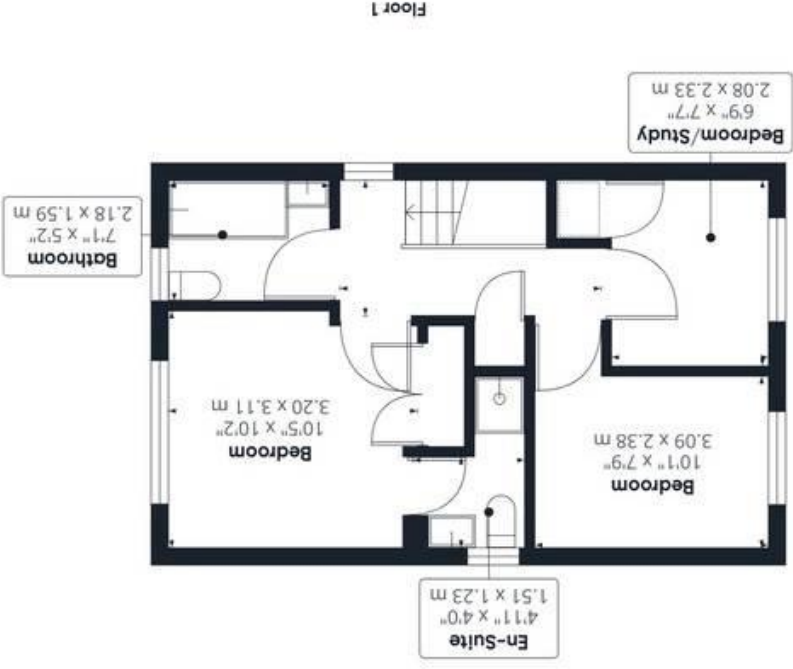 En-Suite
4'11" x 4'0"
1.51 x 1.23 m
Bedroom
10'1" x 7'9"
3.09 x 2.38 m
Bedroom
10'5" x 10'2"
3.20 x 3.11 m
Bathroom
7'1" x 5'2"
2.18 x 1.59 m
Bedroom/Study
6'9" x 7'7"
2.08 x 2.33 m
Floor 1